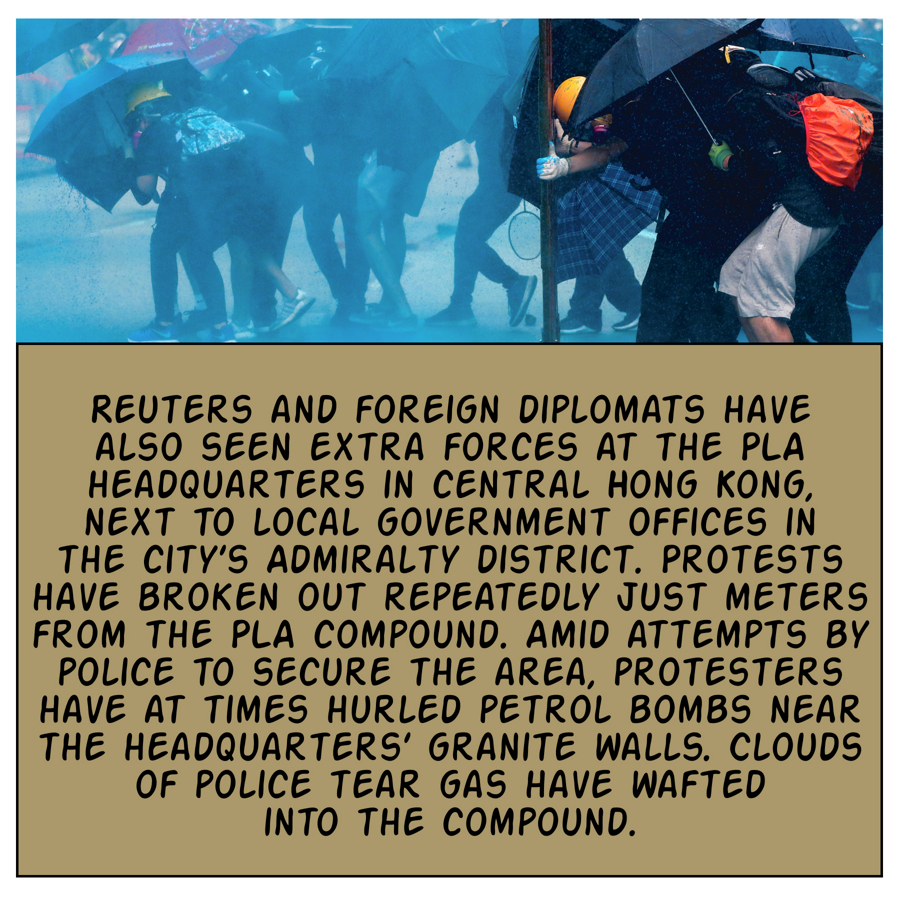 REUTERS AND FOREIGN DIPLOMATS HAVE
ALSO SEEN EXTRA FORCES AT THE PLA
HEADQUARTERS IN CENTRAL HONG KONG,
NEXT TO LOCAL GOVERNMENT OFFICES IN
THE CITY'S ADMIRALTY DISTRICT. PROTESTS
HAVE BROKEN OUT REPEATEDLY JUST METERS
FROM THE PLA COMPOUND. AMID ATTEMPTS BY
POLICE TO SECURE THE AREA, PROTESTERS
HAVE AT TIMES HURLED PETROL BOMBS NEAR
THE HEADQUARTERS' GRANITE WALLS. CLOUDS
OF POLICE TEAR GAS HAVE WAFTED
INTO THE COMPOUND.